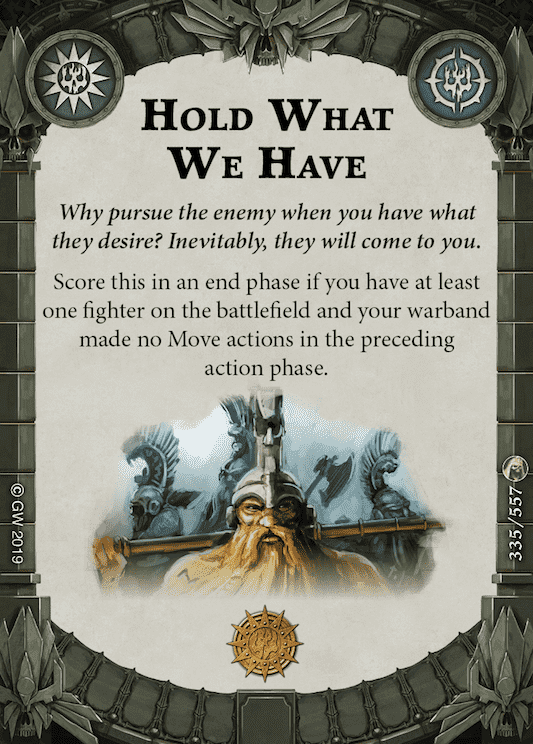 Hold What
We Have
Why pursue the enemy when you have what
they desire? Inevitably, they will come to you.
Score this in an end phase if you have at least
one fighter on the battlefield and your warband
made no Move actions in the preceding
action phase.
© GW 2019
335/557